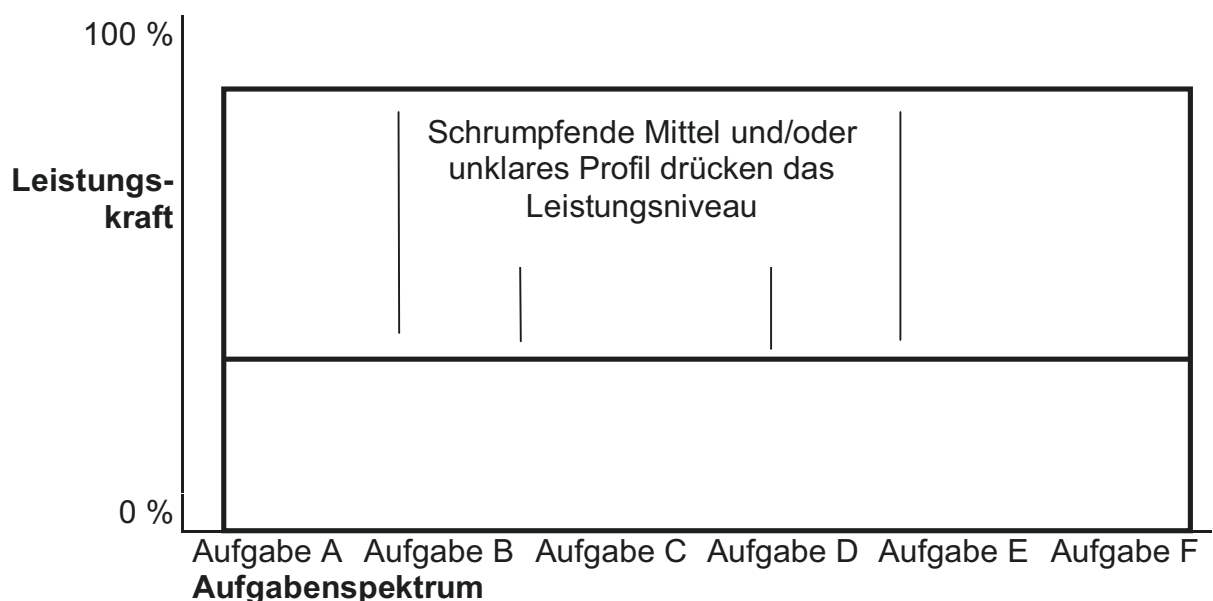 100 %
Schrumpfende Mittel und/oder
unklares Profil drücken das
Leistungsniveau
Leistungs-
kraft
0 %
Aufgabe A Aufgabe B Aufgabe C Aufgabe D Aufgabe E Aufgabe F
Aufgabenspektrum